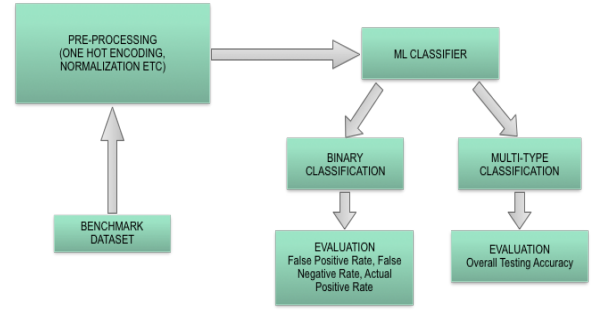 PRE-PROCESSING
(ONE HOT ENCODING,
NORMALIZATION ETC)
ML CLASSIFIER
BINARY
CLASSIFICATION
MULTI-TYPE
CLASSIFICATION
BENCHMARK
DATASET
EVALUATION
False Positive Rate, False
Negative Rate, Actual
Positive Rate
EVALUATION
Overall Testing Accuracy